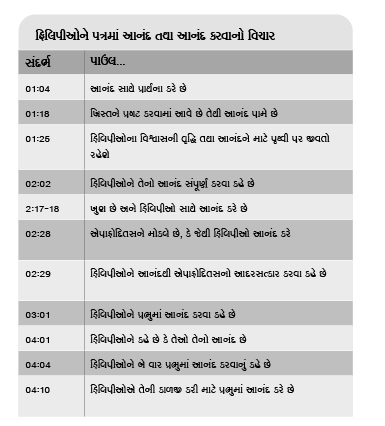 ફિલિપીઓને પત્રમાં આનંદ તથા આનંદ કરવાનો વિચાર
સંદર્ભ પાઉલ...
01:04 આનંદ સાથે પ્રાર્થના કરે છે
01:18 ખ્રિસ્તને પ્રગટ કરવામાં આવે છે તેથી આનંદ પામે છે
01:25 ફિલિપીઓના વિશ્વાસની વૃદ્ધિ તથા આનંદને માટે પૃથ્વી પર જીવતો
રહેશે
02:02 ફિલિપીઓને તેનો આનંદ સંપૂર્ણ કરવા કહે છે
2:17-18 ખુશ છે અને ફિલિપીઓ સાથે આનંદ કરે છે
02:28 એપાફ્રોદિતસને મોકલે છે, કે જેથી ફિલિપીઓ આનંદ કરે
02:29 ફિલિપીઓને આનંદથી એપાફ્રોદિતસનો આદરસત્કાર કરવા કહે છે
03:01 ફિલિપીઓને પ્રભુમાં આનંદ કરવા કહે છે
04:01 ફિલિપીઓને કહે છે કે તેઓ તેનો આનંદ છે
04:04 ફિલિપીઓને બે વાર પ્રભુમાં આનંદ કરવાનું કહે છે
04:10 ફિલિપીઓએ તેની કાળજી કરી માટે પ્રભુમાં આનંદ કરે છે